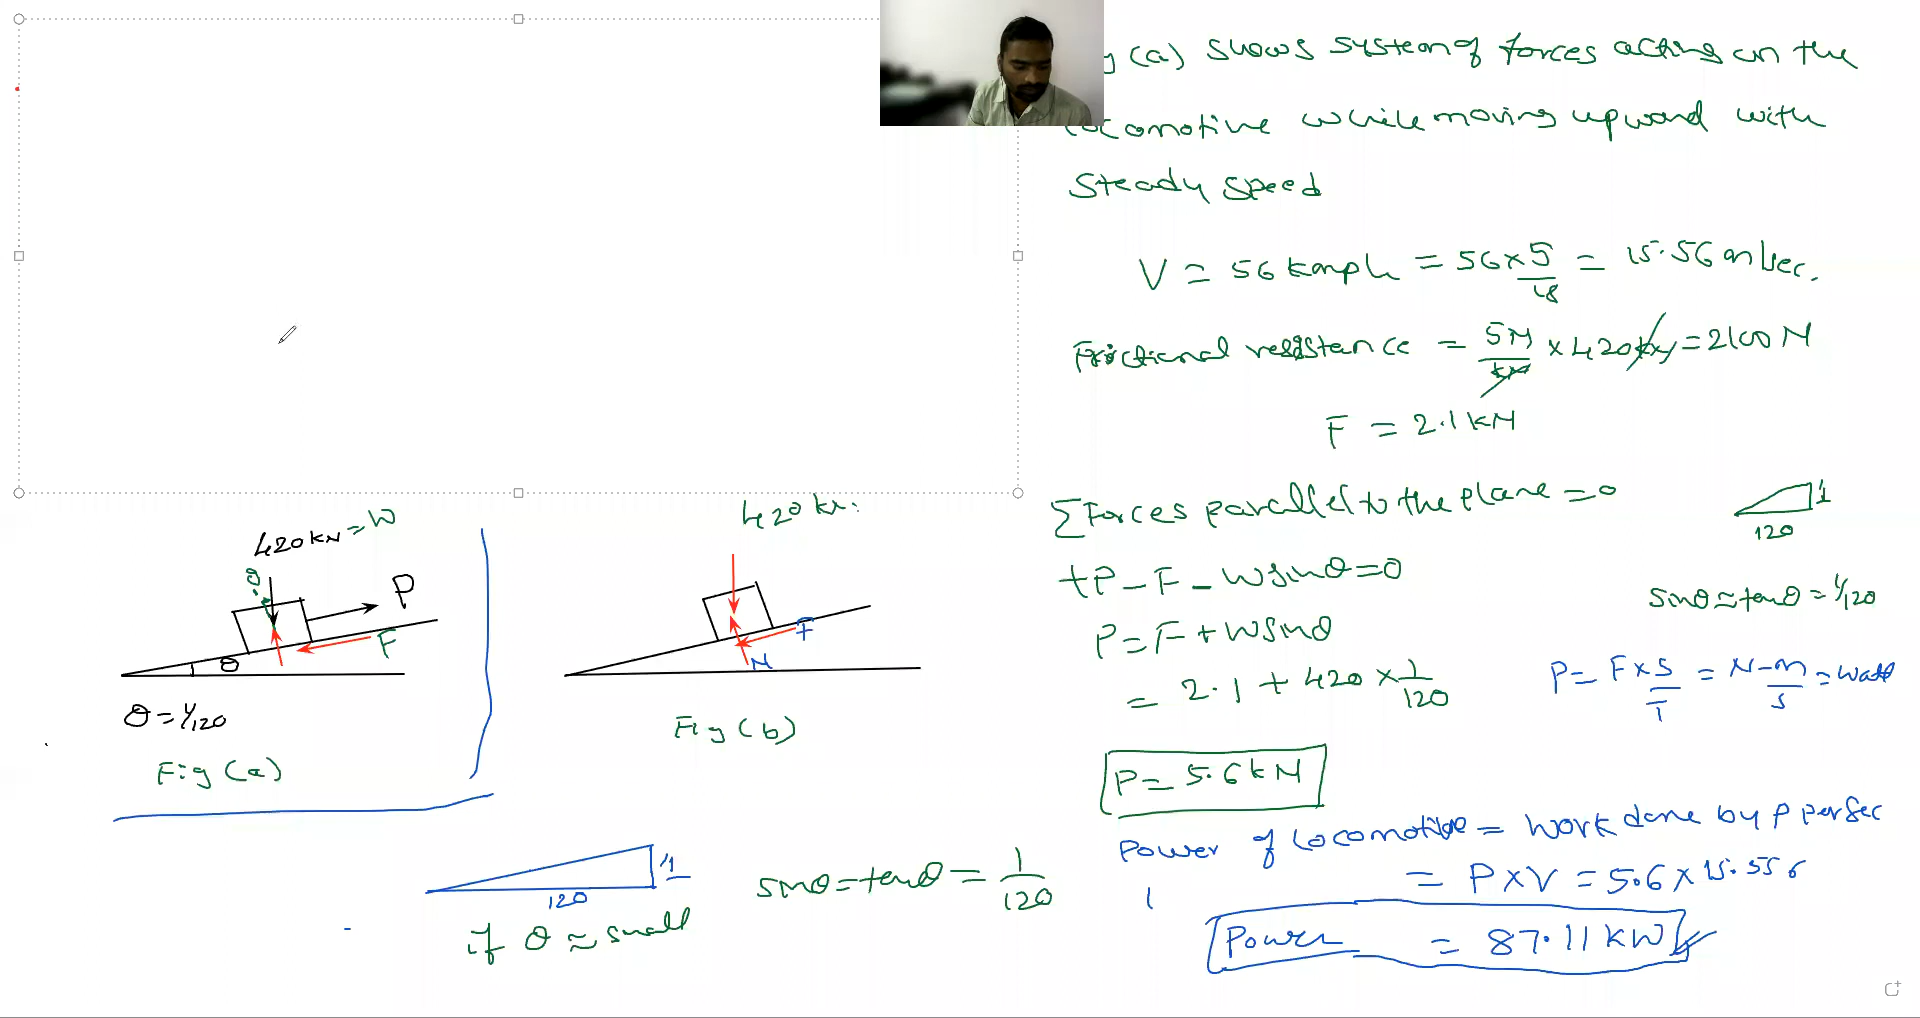 (a) shows system of forces acting on the
locomotive while moving upward with
steady speed
V = 56 kmph = 56 × 5/18 = 15.56 m/sec.
Frictional resistance = 5N/kN × 420 kN = 2100 N
F = 2.1 kN
Σ Forces parallel to the plane = 0
+P - F - W sinθ = 0
P = F + W sinθ
= 2.1 + 420 × 1/120
P = 5.6 kN
1
120
sinθ ≈ tanθ = 1/120
P = F × S/T = N-m/s = watt
Power of locomotive = Work done by P per sec
= P × V = 5.6 × 15.556
Power = 87.11 kW
420 kN = W
θ
P
F
θ
θ = 1/120
Fig (a)
420 kN.
F
N
Fig (b)
1
120
if θ ≈ small
sinθ = tanθ = 1/120